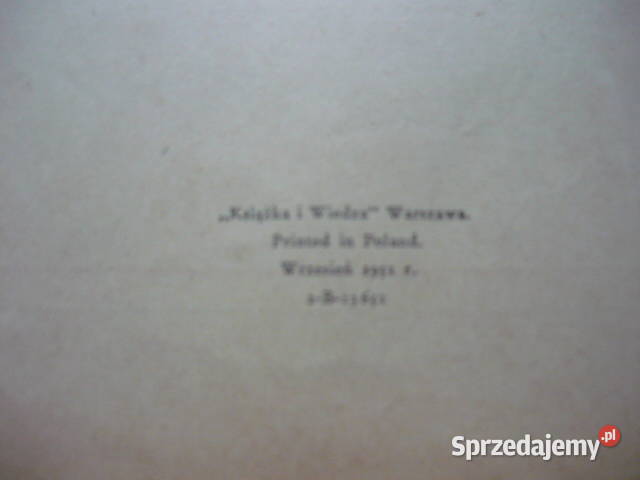 „Książka i Wiedza" Warszawa.
Printed in Poland.
Wrzesień 1951 r.
Sprzedajemy.pl